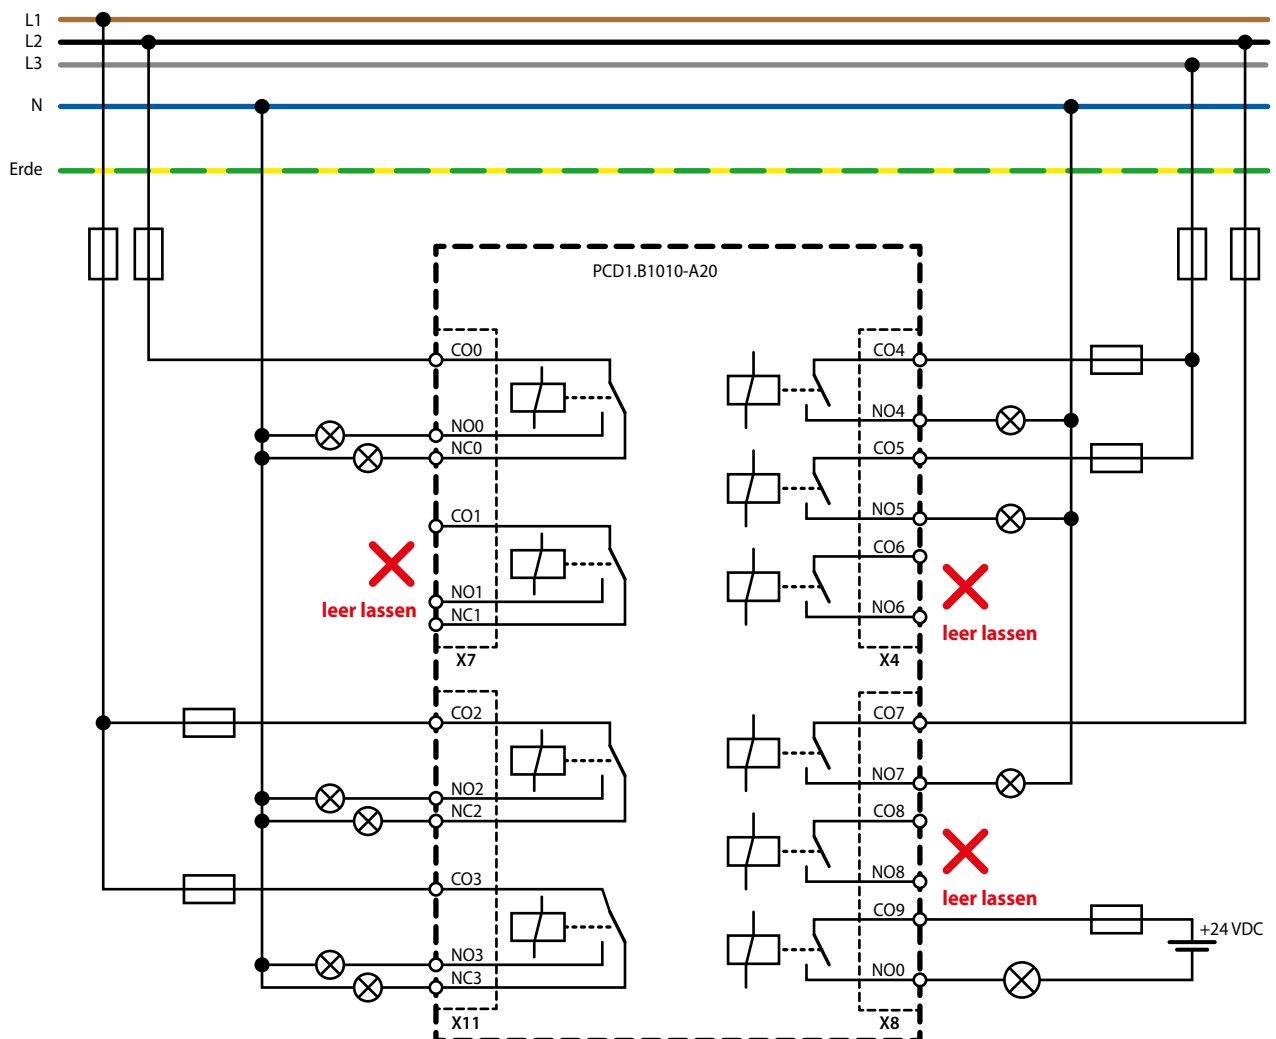 L1
L2
L3
N
Erde
PCD1.B1010-A20
CO0
NO0
NC0
CO1
NO1
NC1
leer lassen
X7
CO2
NO2
NC2
CO3
NO3
NC3
X11
CO4
NO4
CO5
NO5
CO6
NO6
leer lassen
X4
CO7
NO7
CO8
NO8
leer lassen
CO9
+24 VDC
NO0
X8